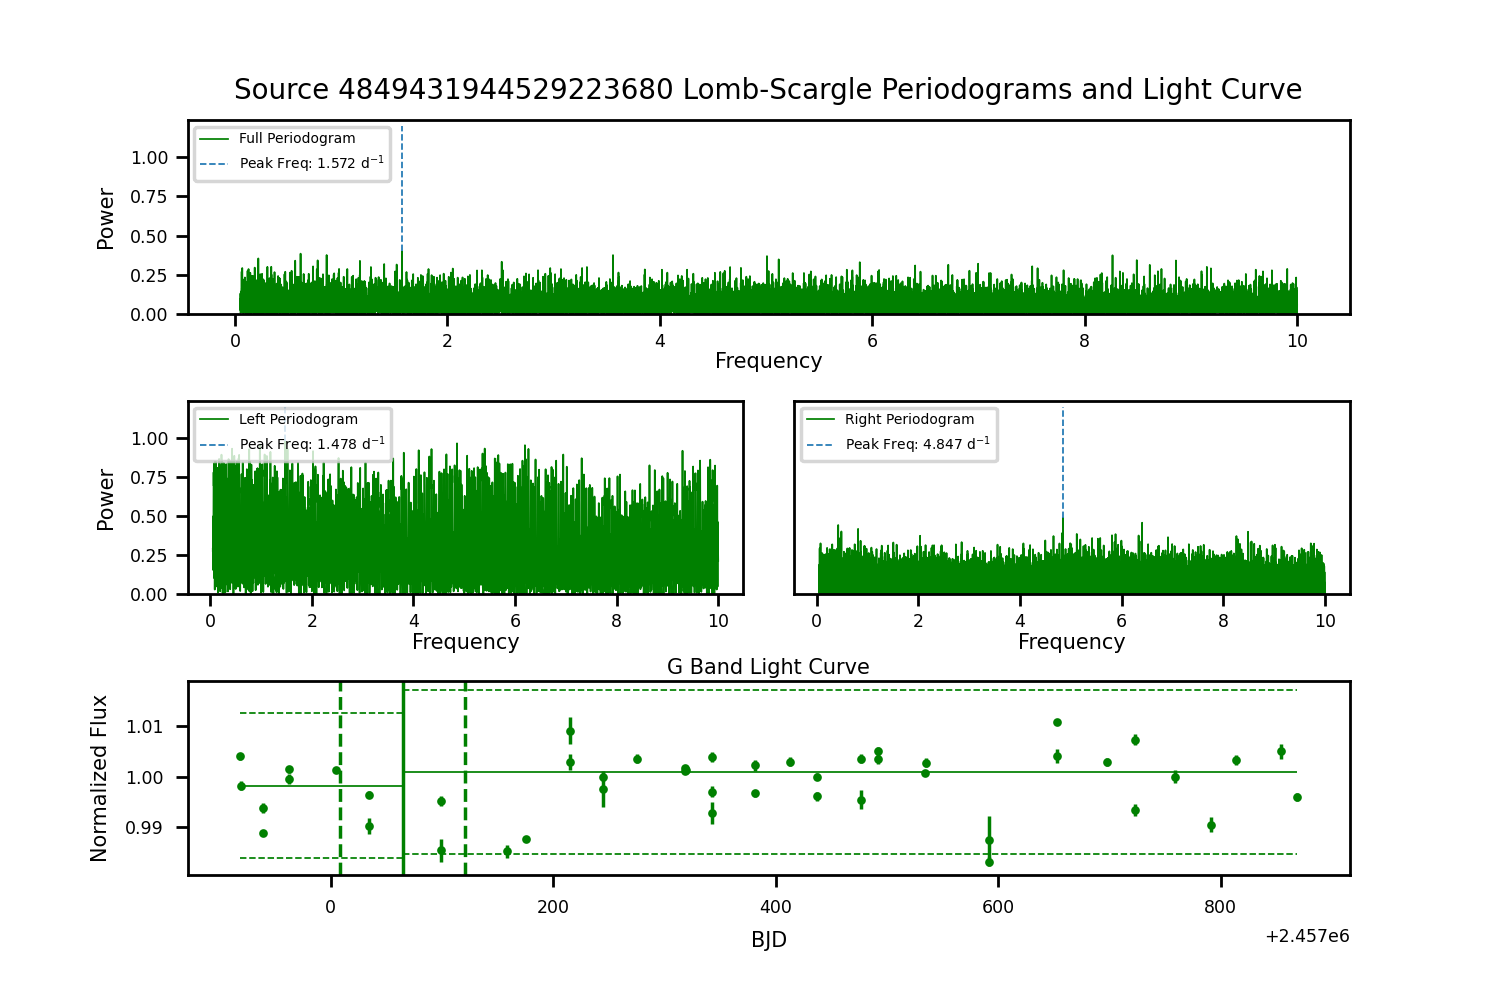 Source 4849431944529223680 Lomb-Scargle Periodograms and Light Curve
Full Periodogram
Peak Freq: 1.572 d⁻¹
Power
1.00
0.75
0.50
0.25
0.00
0 2 4 6 8 10
Frequency
Left Periodogram
Peak Freq: 1.478 d⁻¹
Power
1.00
0.75
0.50
0.25
0.00
0 2 4 6 8 10
Frequency
Right Periodogram
Peak Freq: 4.847 d⁻¹
0 2 4 6 8 10
Frequency
G Band Light Curve
Normalized Flux
1.01
1.00
0.99
0 200 400 600 800
BJD
+2.457e6